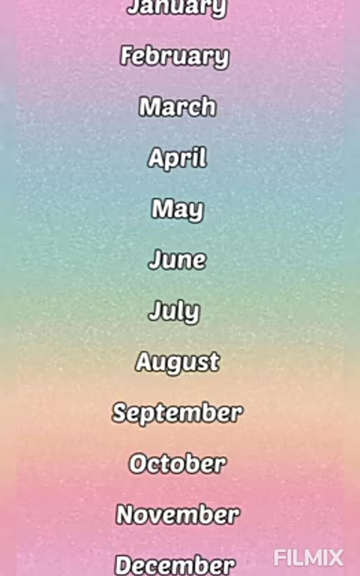 January
February
March
April
May
June
July
August
September
October
November
December
FILMIX